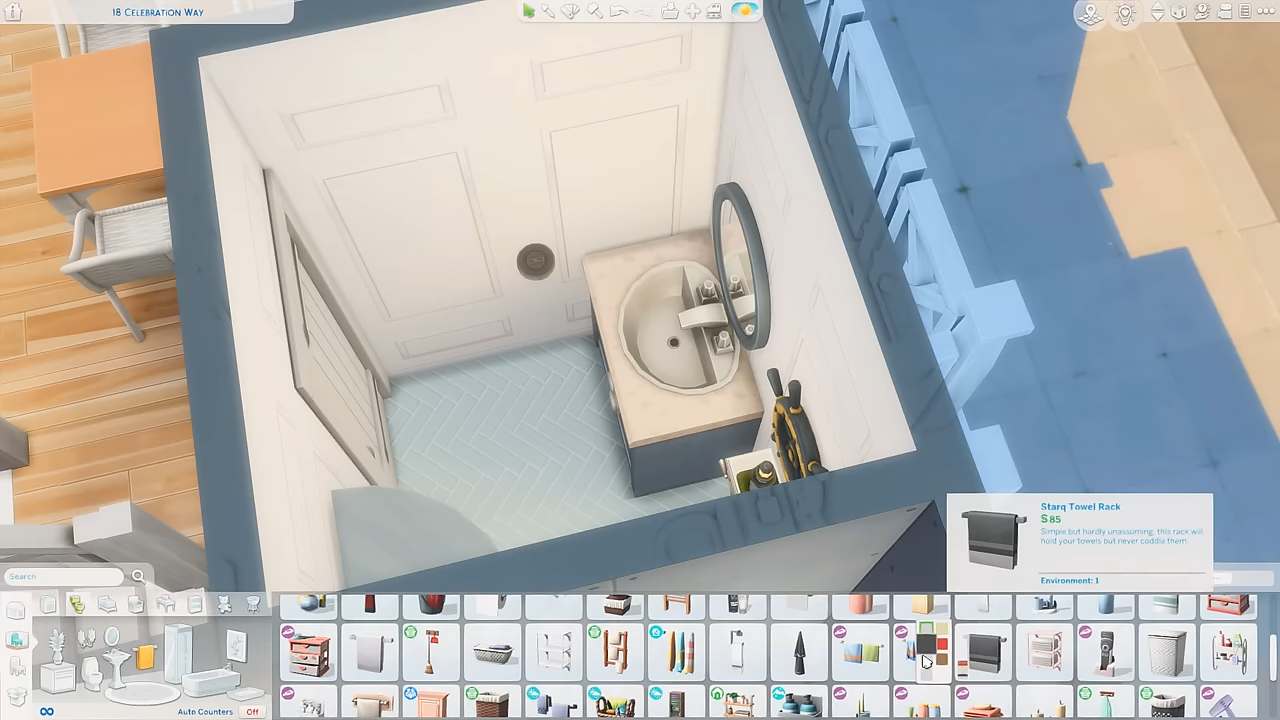 18 Celebration Way
Starq Towel Rack
§85
Simple but hardly unassuming, this rack will
hold your towels but never coddle them.
Environment: 1
Search
Auto Counters
Off